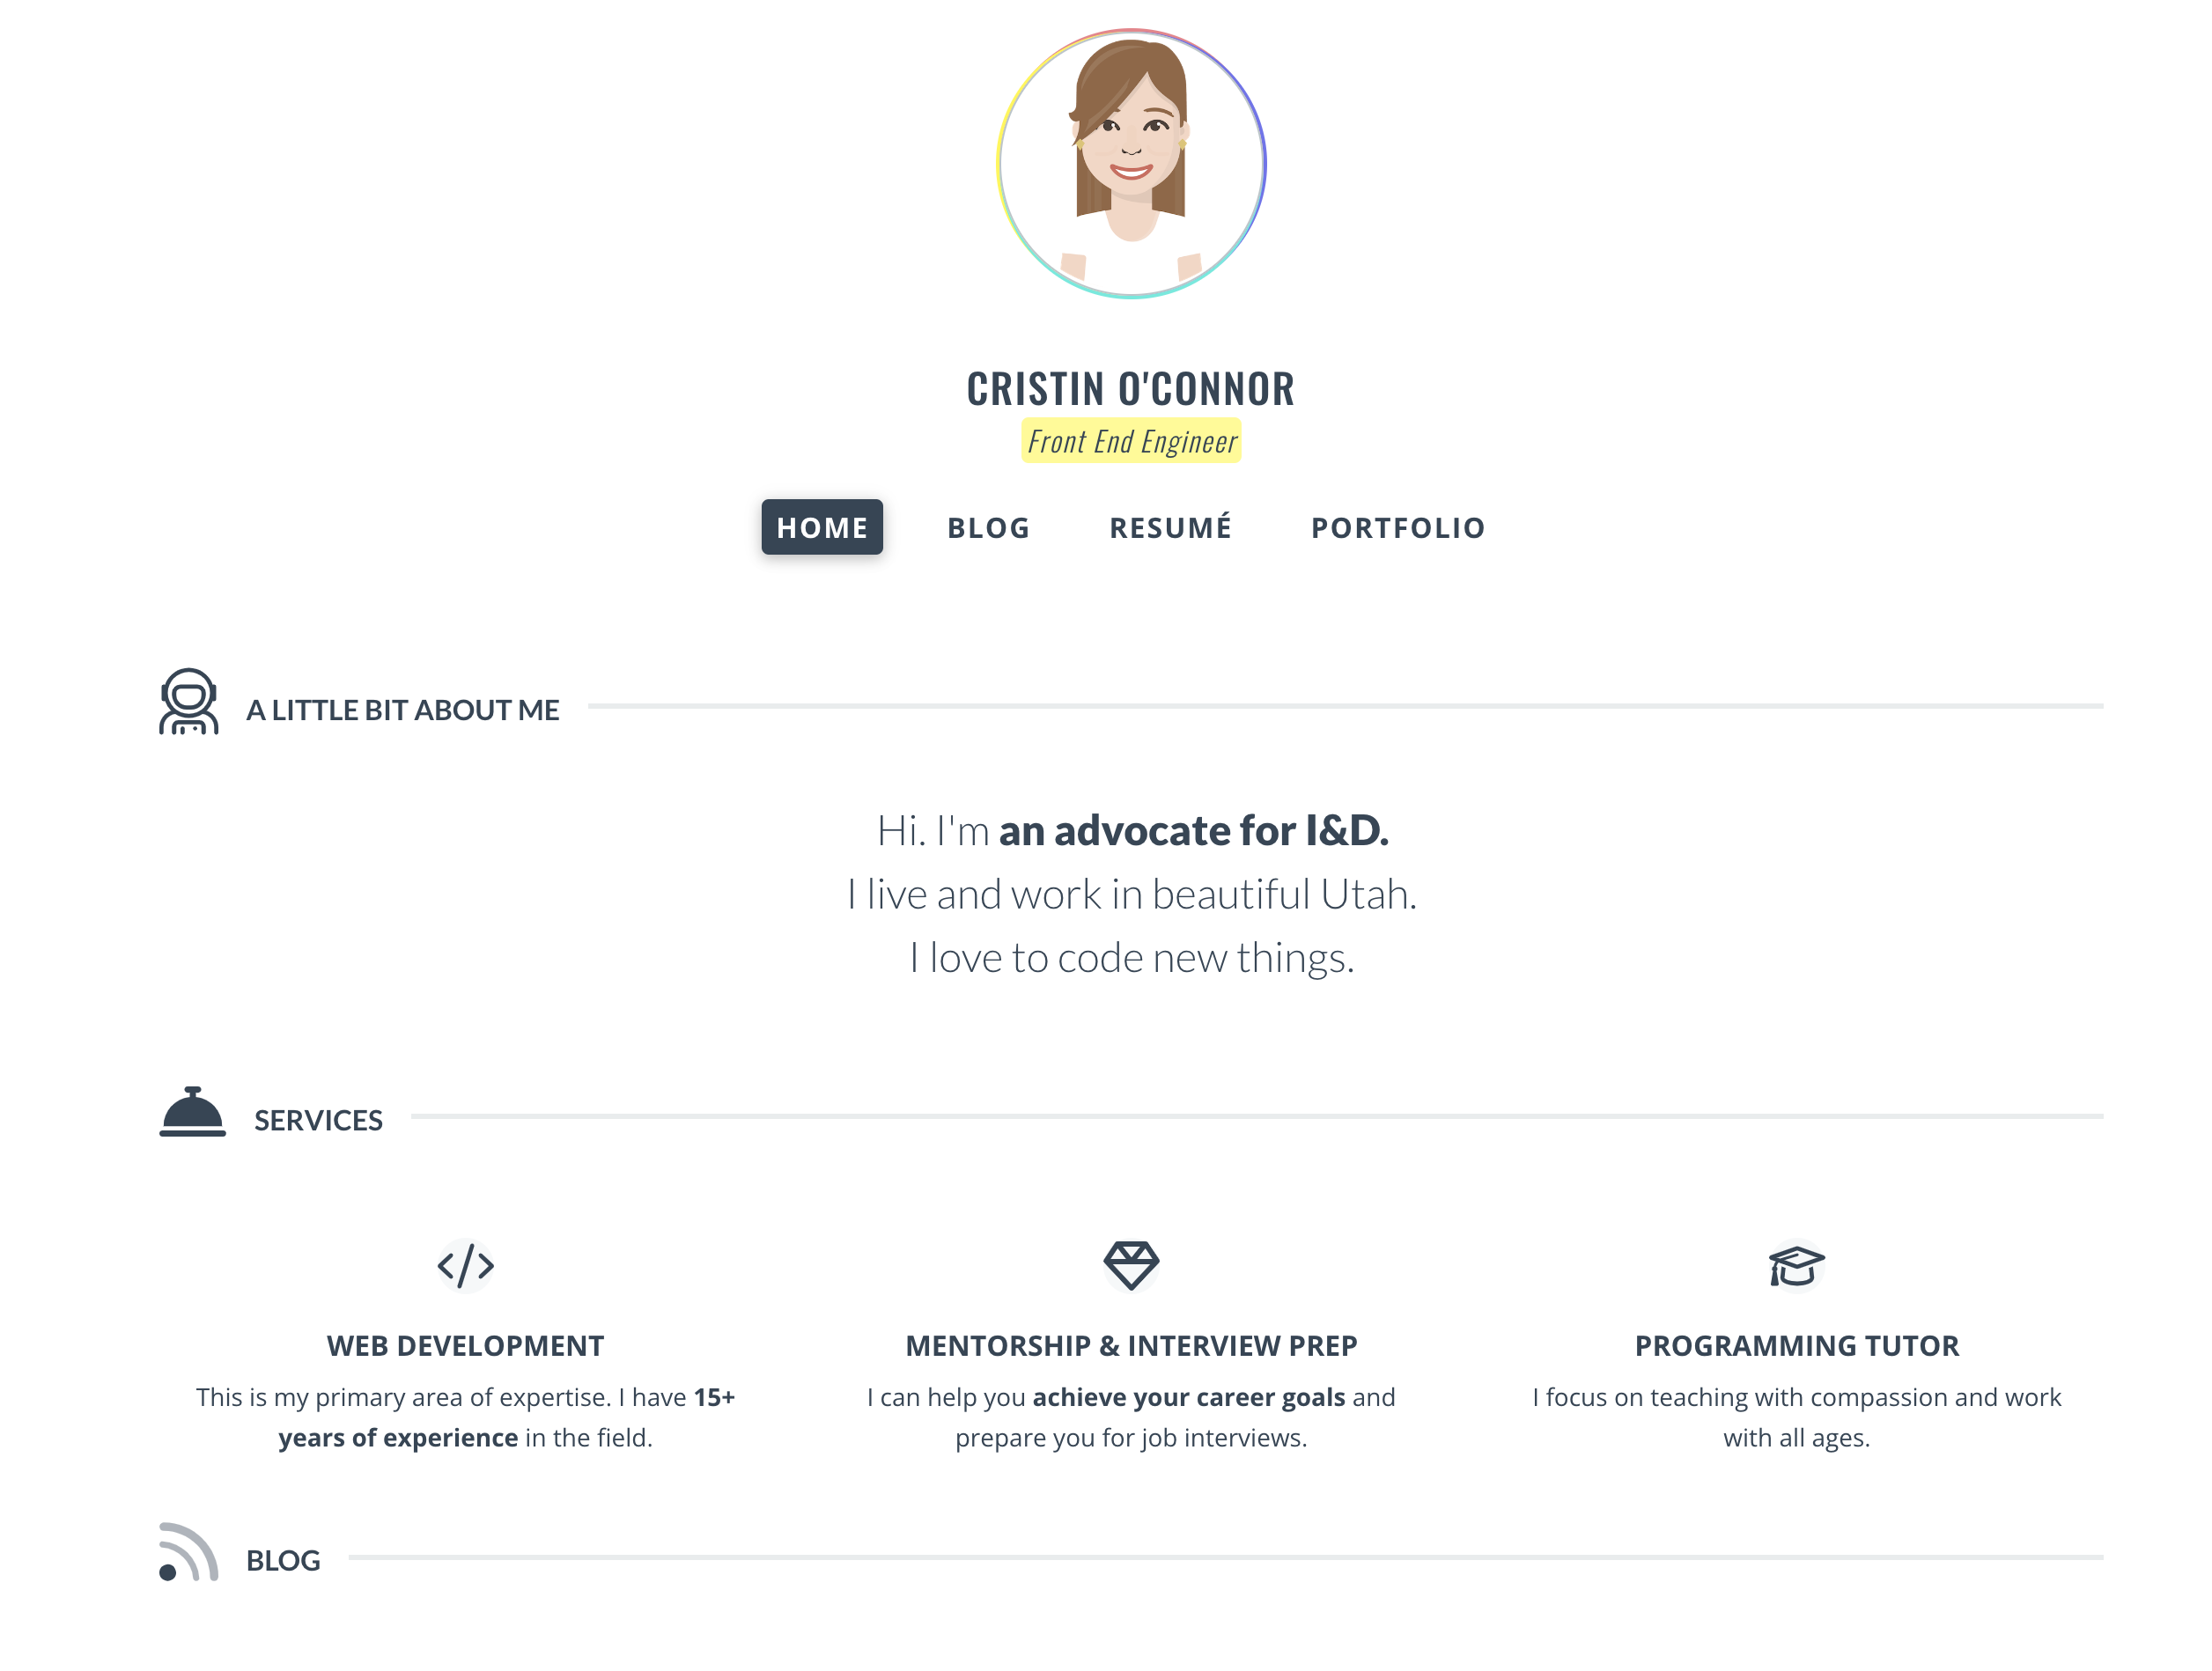 CRISTIN O'CONNOR
Front End Engineer
HOME BLOG RESUMÉ PORTFOLIO
A LITTLE BIT ABOUT ME
Hi. I'm an advocate for I&D.
I live and work in beautiful Utah.
I love to code new things.
SERVICES
WEB DEVELOPMENT
This is my primary area of expertise. I have 15+
years of experience in the field.
MENTORSHIP & INTERVIEW PREP
I can help you achieve your career goals and
prepare you for job interviews.
PROGRAMMING TUTOR
I focus on teaching with compassion and work
with all ages.
BLOG